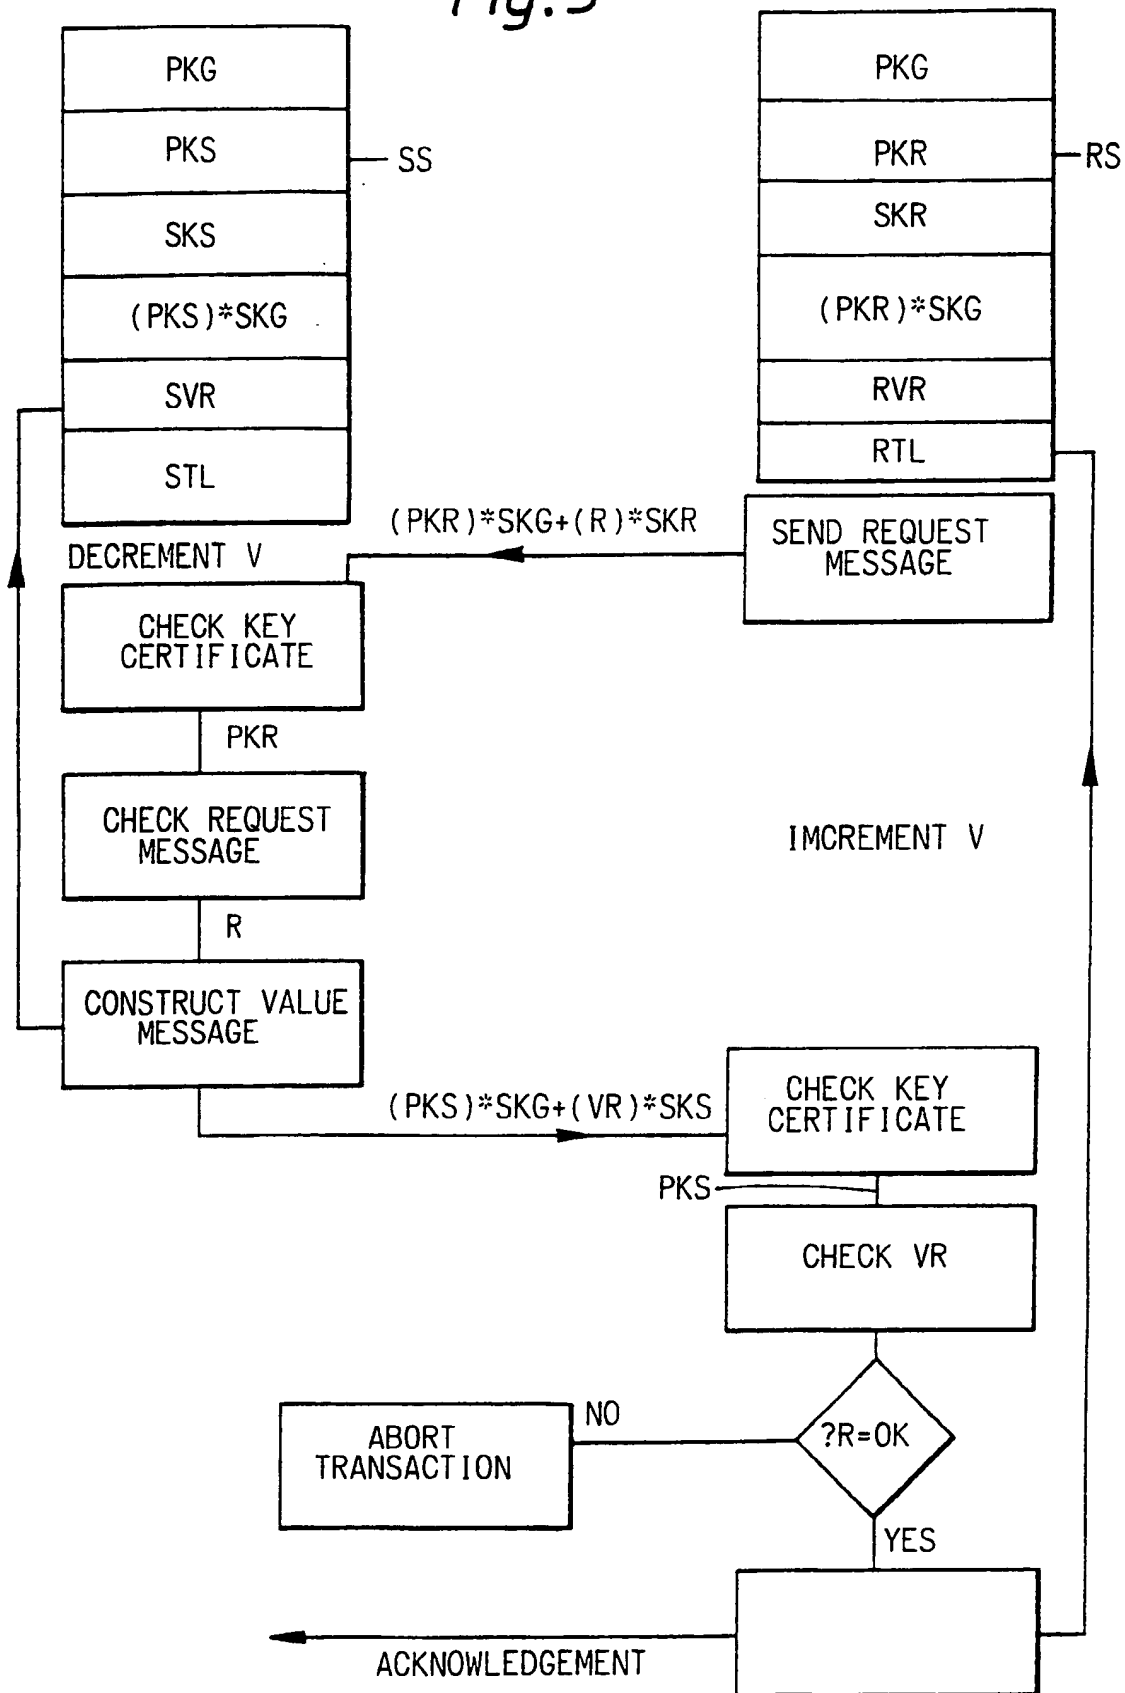 Fig.5
PKG
PKS
SS
SKS
(PKS)*SKG
SVR
STL
PKG
PKR
RS
SKR
(PKR)*SKG
RVR
RTL
(PKR)*SKG+(R)*SKR
SEND REQUEST
MESSAGE
DECREMENT V
CHECK KEY
CERTIFICATE
PKR
CHECK REQUEST
MESSAGE
IMCREMENT V
R
CONSTRUCT VALUE
MESSAGE
(PKS)*SKG+(VR)*SKS
CHECK KEY
CERTIFICATE
PKS
CHECK VR
?R=OK
NO
ABORT
TRANSACTION
YES
ACKNOWLEDGEMENT